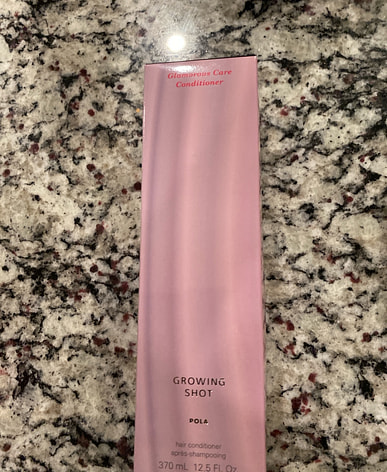 Glamorous Care
Conditioner
GROWING
SHOT
POLA
hair conditioner
après-shampooing
370 mL 12.5 FL Oz